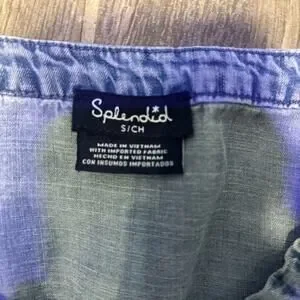 Splendid
S/CH
MADE IN VIETNAM
WITH IMPORTED FABRIC
HECHO EN VIETNAM
CON INSUMOS IMPORTADOS